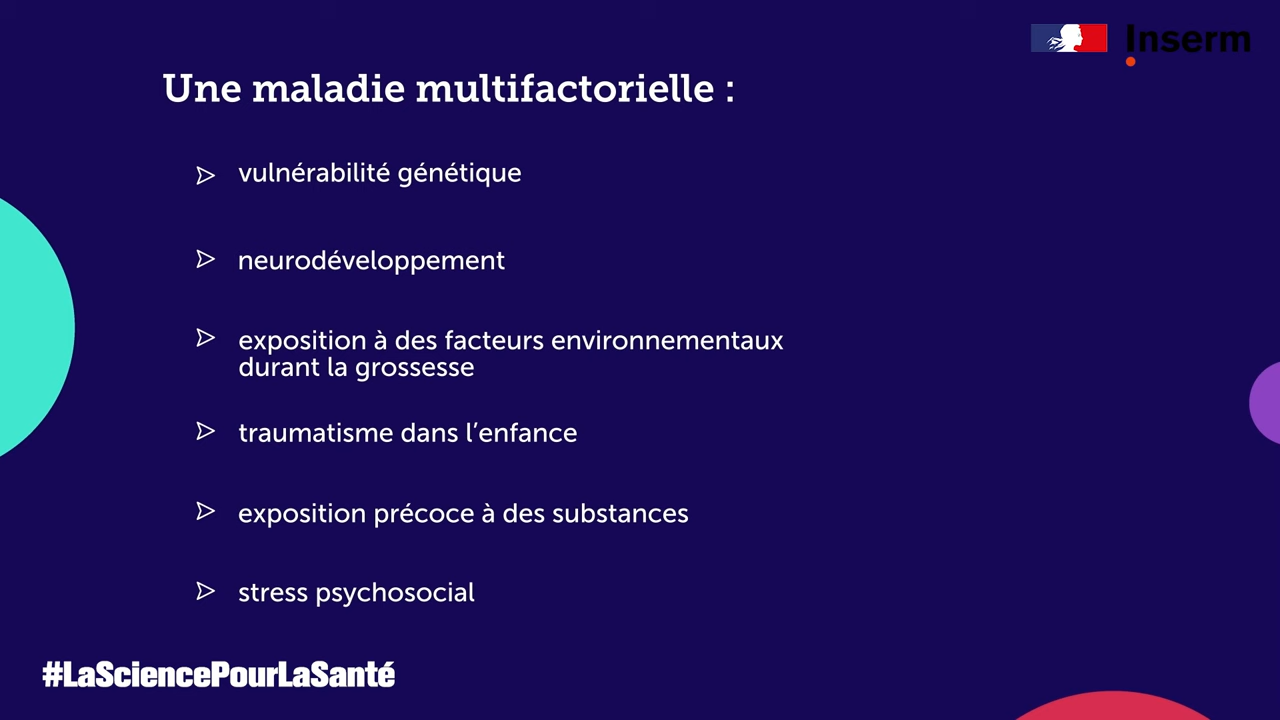 Inserm
Une maladie multifactorielle :
vulnérabilité génétique
neurodéveloppement
exposition à des facteurs environnementaux
durant la grossesse
traumatisme dans l’enfance
exposition précoce à des substances
stress psychosocial
#LaSciencePourLaSanté